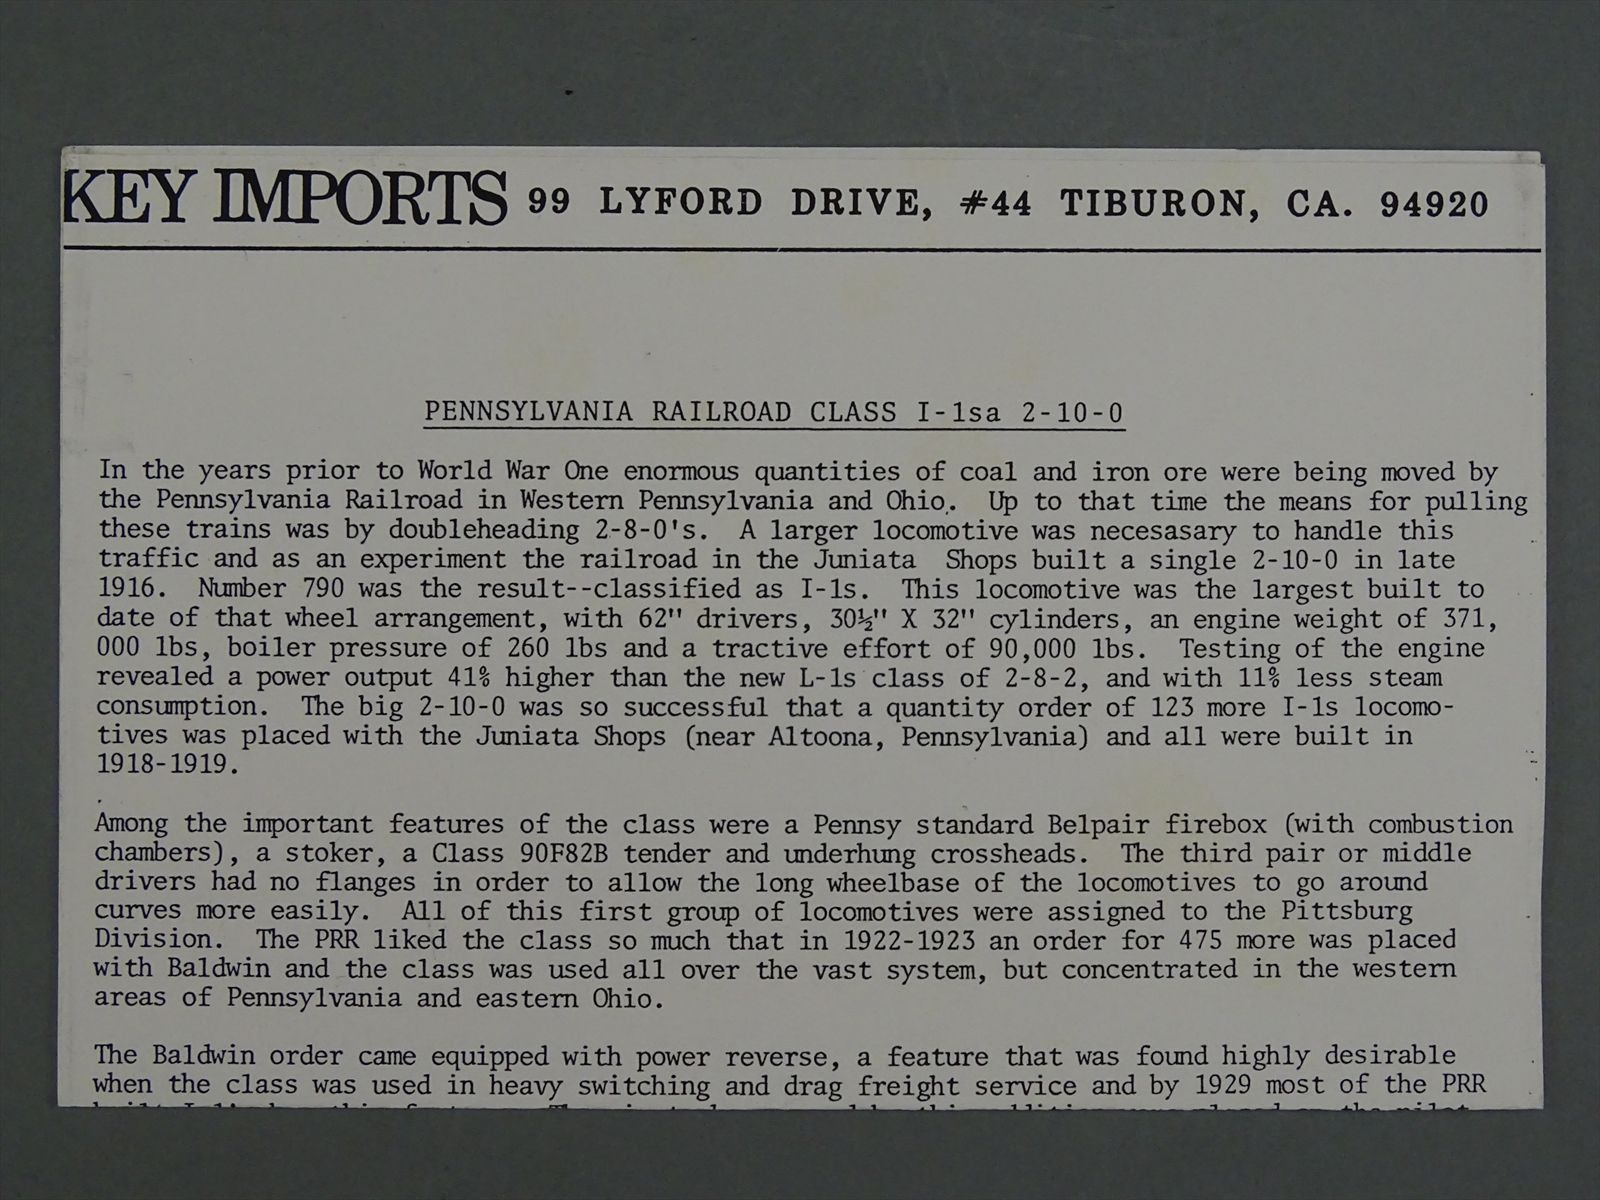 KEY IMPORTS 99 LYFORD DRIVE, #44 TIBURON, CA. 94920
PENNSYLVANIA RAILROAD CLASS I-1sa 2-10-0
In the years prior to World War One enormous quantities of coal and iron ore were being moved by
the Pennsylvania Railroad in Western Pennsylvania and Ohio. Up to that time the means for pulling
these trains was by doubleheading 2-8-0's. A larger locomotive was necesasary to handle this
traffic and as an experiment the railroad in the Juniata Shops built a single 2-10-0 in late
1916. Number 790 was the result--classified as I-1s. This locomotive was the largest built to
date of that wheel arrangement, with 62" drivers, 30½" X 32" cylinders, an engine weight of 371,
000 lbs, boiler pressure of 260 lbs and a tractive effort of 90,000 lbs. Testing of the engine
revealed a power output 41% higher than the new L-1s class of 2-8-2, and with 11% less steam
consumption. The big 2-10-0 was so successful that a quantity order of 123 more I-1s locomo-
tives was placed with the Juniata Shops (near Altoona, Pennsylvania) and all were built in
1918-1919.
Among the important features of the class were a Pennsy standard Belpair firebox (with combustion
chambers), a stoker, a Class 90F82B tender and underhung crossheads. The third pair or middle
drivers had no flanges in order to allow the long wheelbase of the locomotives to go around
curves more easily. All of this first group of locomotives were assigned to the Pittsburg
Division. The PRR liked the class so much that in 1922-1923 an order for 475 more was placed
with Baldwin and the class was used all over the vast system, but concentrated in the western
areas of Pennsylvania and eastern Ohio.
The Baldwin order came equipped with power reverse, a feature that was found highly desirable
when the class was used in heavy switching and drag freight service and by 1929 most of the PRR